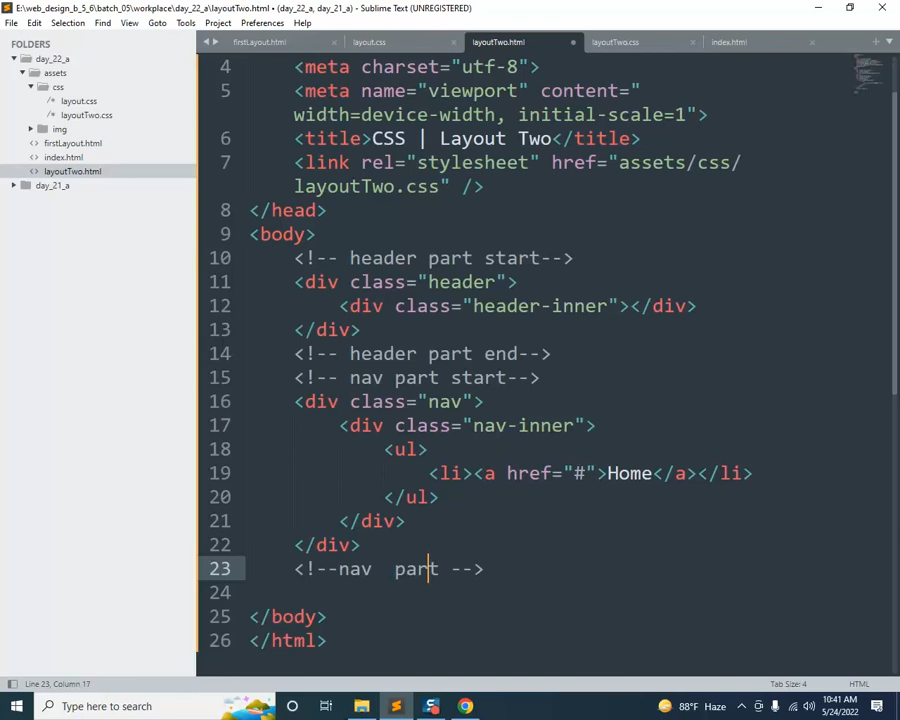 E:\web_design_b_5_6\batch_05\workplace\day_22_a\layoutTwo.html • (day_22_a, day_21_a) - Sublime Text (UNREGISTERED)
File Edit Selection Find View Goto Tools Project Preferences Help
FOLDERS
day_22_a
assets
css
layout.css
layoutTwo.css
img
firstLayout.html
index.html
layoutTwo.html
day_21_a
firstLayout.html layout.css layoutTwo.html layoutTwo.css index.html
4 <meta charset="utf-8">
5 <meta name="viewport" content="
width=device-width, initial-scale=1">
6 <title>CSS | Layout Two</title>
7 <link rel="stylesheet" href="assets/css/
layoutTwo.css" />
8 </head>
9 <body>
10 <!-- header part start-->
11 <div class="header">
12 <div class="header-inner"></div>
13 </div>
14 <!-- header part end-->
15 <!-- nav part start-->
16 <div class="nav">
17 <div class="nav-inner">
18 <ul>
19 <li><a href="#">Home</a></li>
20 </ul>
21 </div>
22 </div>
23 <!--nav  part -->
24
25 </body>
26 </html>
Line 23, Column 17 Tab Size: 4 HTML
Type here to search 88°F Haze 10:41 AM
5/24/2022